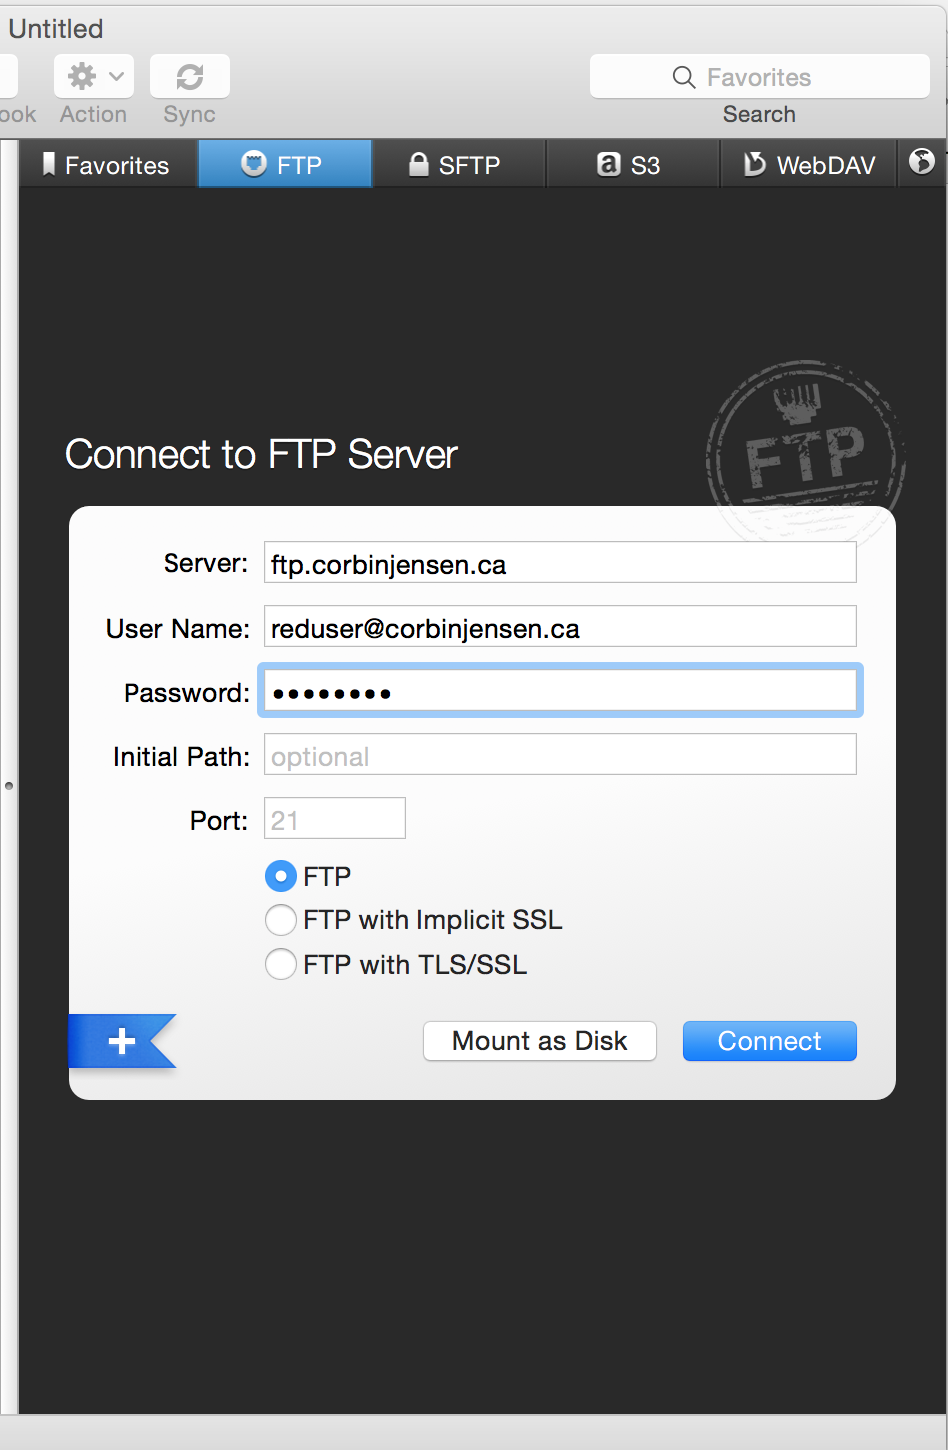 Untitled
Favorites
ook Action Sync Search
Favorites FTP SFTP a S3 WebDAV
FTP
Connect to FTP Server
Server: ftp.corbinjensen.ca
User Name: reduser@corbinjensen.ca
Password: ••••••••
Initial Path: optional
Port: 21
FTP
FTP with Implicit SSL
FTP with TLS/SSL
+ Mount as Disk Connect